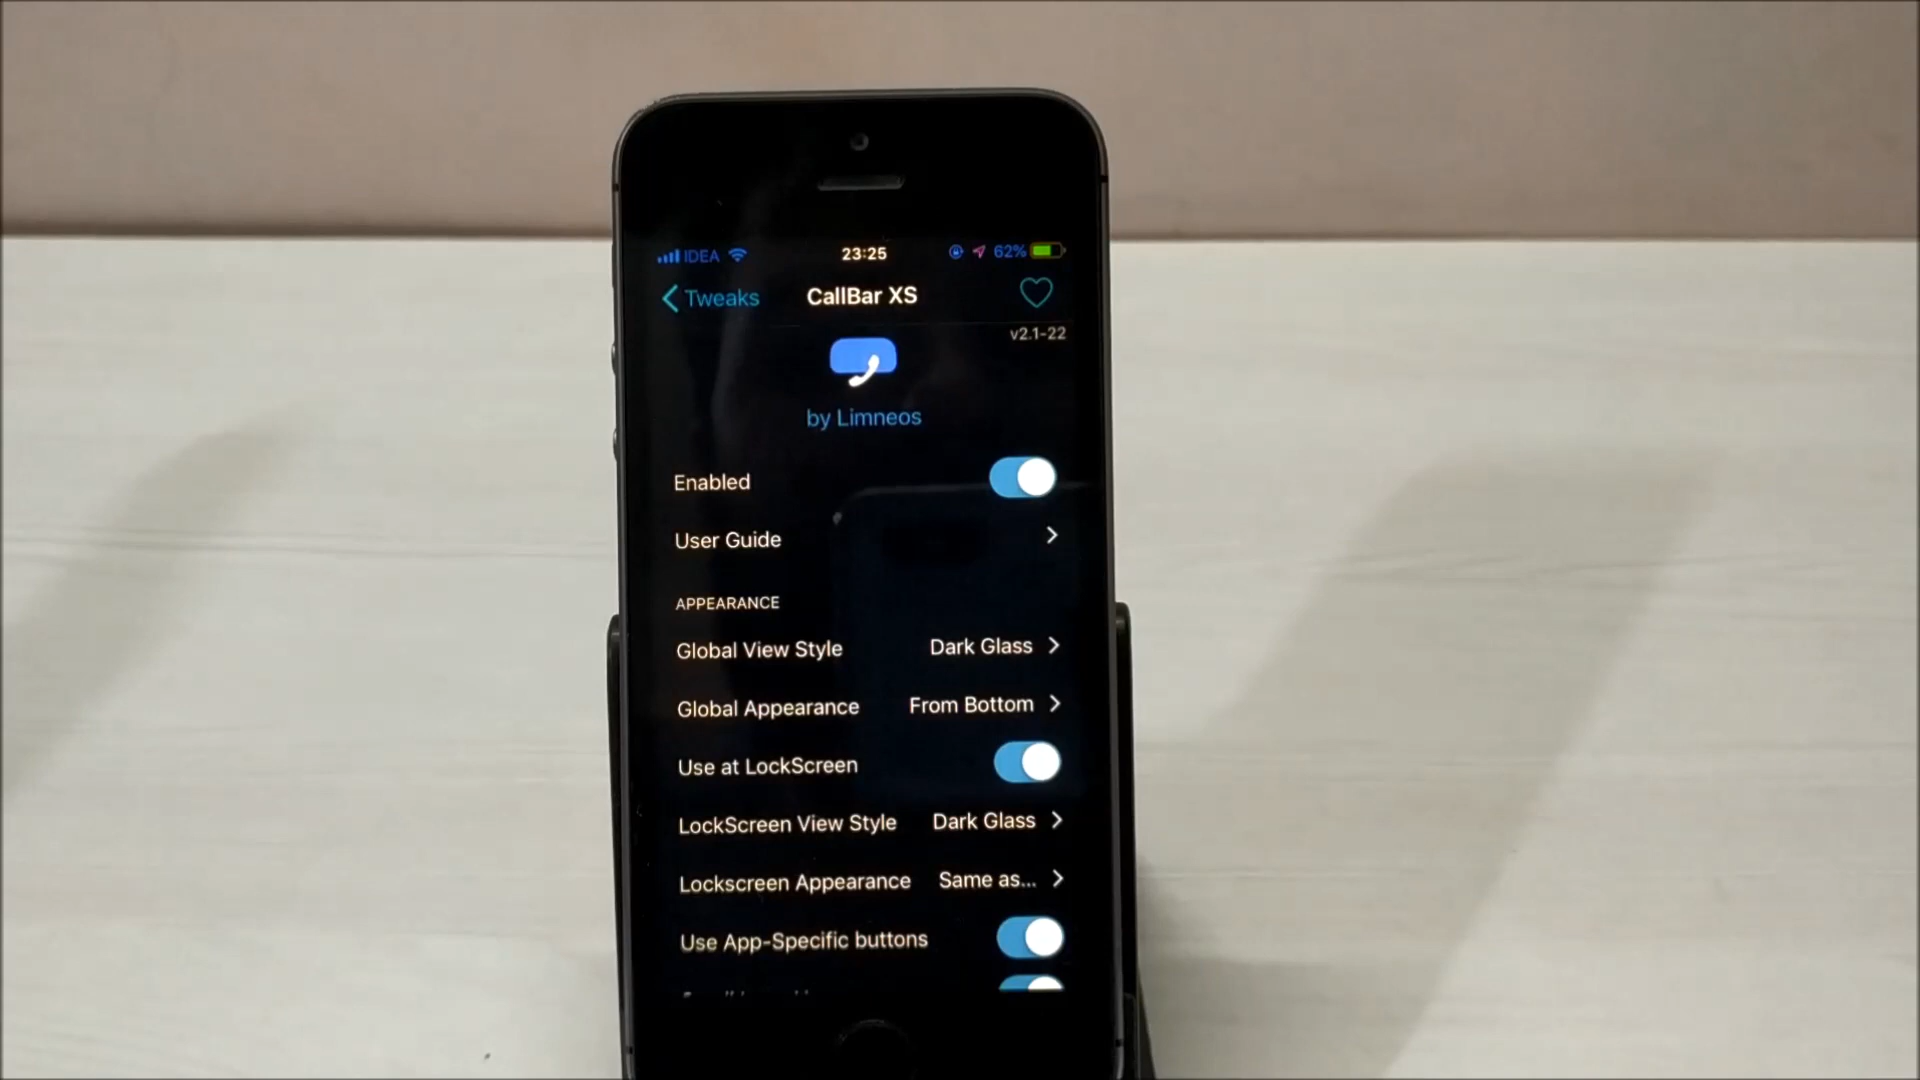 IDEA 23:25 62%
Tweaks CallBar XS
v2.1-22
by Limneos
Enabled
User Guide
APPEARANCE
Global View Style Dark Glass
Global Appearance From Bottom
Use at LockScreen
LockScreen View Style Dark Glass
Lockscreen Appearance Same as...
Use App-Specific buttons